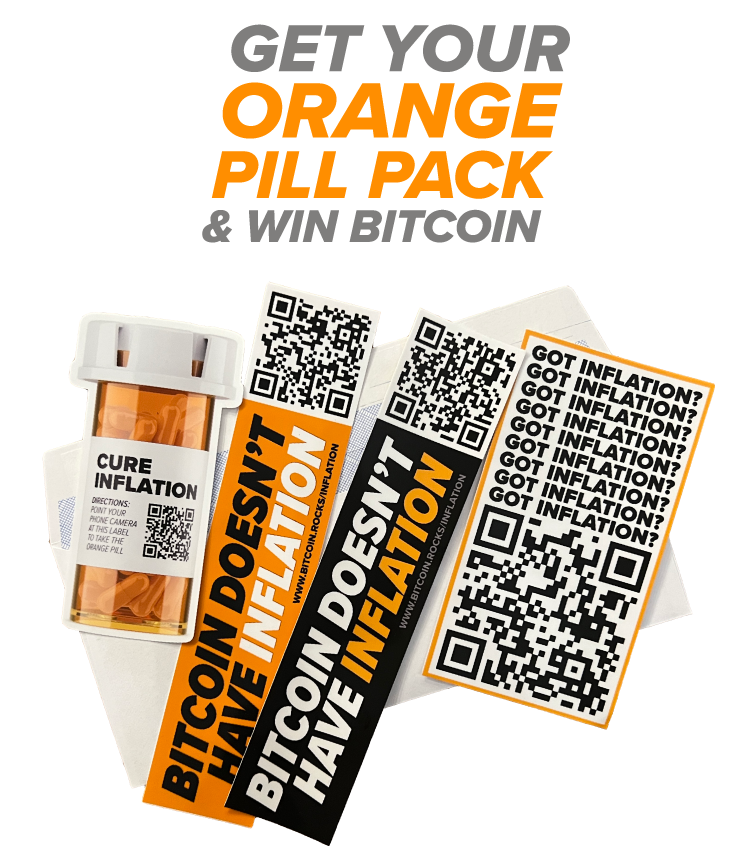 GET YOUR
ORANGE
PILL PACK
& WIN BITCOIN
CURE
INFLATION
DIRECTIONS:
POINT YOUR
PHONE CAMERA
AT THIS LABEL
TO TAKE THE
ORANGE PILL
BITCOIN DOESN'T
HAVE INFLATION
WWW.BITCOIN.ROCKS/INFLATION
BITCOIN DOESN'T
HAVE INFLATION
WWW.BITCOIN.ROCKS/INFLATION
GOT INFLATION?
GOT INFLATION?
GOT INFLATION?
GOT INFLATION?
GOT INFLATION?
GOT INFLATION?
GOT INFLATION?
GOT INFLATION?
GOT INFLATION?